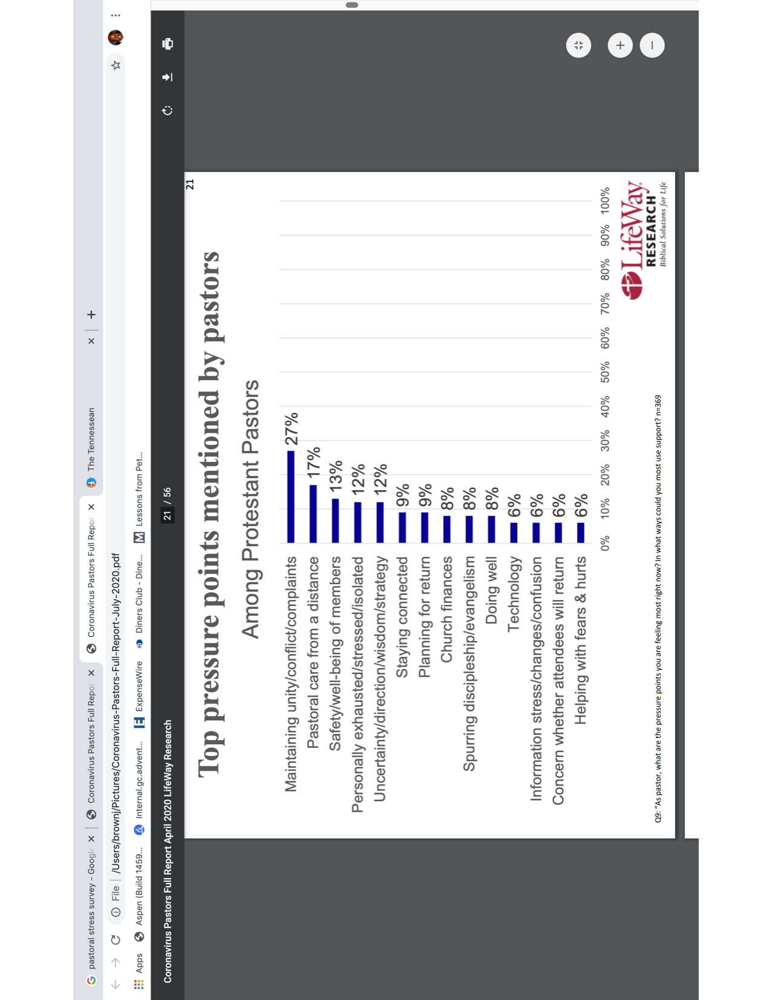 pastoral stress survey - Google
Coronavirus Pastors Full Repor
Coronavirus Pastors Full Repor
The Tennessean
File | /Users/brownj/Pictures/Coronavirus-Pastors-Full-Report-July-2020.pdf
Apps
Aspen (Build 1459...
Internal.gc.advent...
ExpenseWire
Diners Club - Dine...
Lessons from Pet...
Coronavirus Pastors Full Report April 2020 LifeWay Research
21 / 56
21
Top pressure points mentioned by pastors
Among Protestant Pastors
Maintaining unity/conflict/complaints 27%
Pastoral care from a distance 17%
Safety/well-being of members 13%
Personally exhausted/stressed/isolated 12%
Uncertainty/direction/wisdom/strategy 12%
Staying connected 9%
Planning for return 9%
Church finances 8%
Spurring discipleship/evangelism 8%
Doing well 8%
Technology 6%
Information stress/changes/confusion 6%
Concern whether attendees will return 6%
Helping with fears & hurts 6%
0% 10% 20% 30% 40% 50% 60% 70% 80% 90% 100%
LifeWay
RESEARCH
Biblical Solutions for Life
Q9: "As pastor, what are the pressure points you are feeling most right now? In what ways could you most use support? n=369